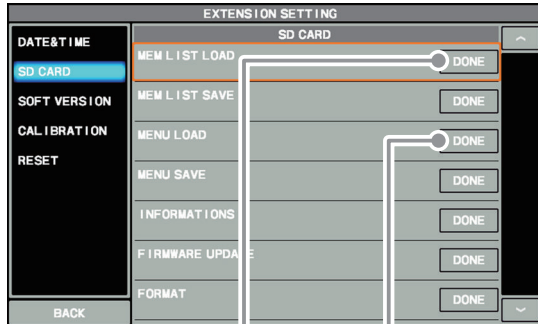 EXTENSION SETTING
DATE&TIME
SD CARD
SOFT VERSION
CALIBRATION
RESET
BACK
SD CARD
MEM LIST LOAD DONE
MEM LIST SAVE DONE
MENU LOAD DONE
MENU SAVE DONE
INFORMATIONS DONE
FIRMWARE UPDATE DONE
FORMAT DONE